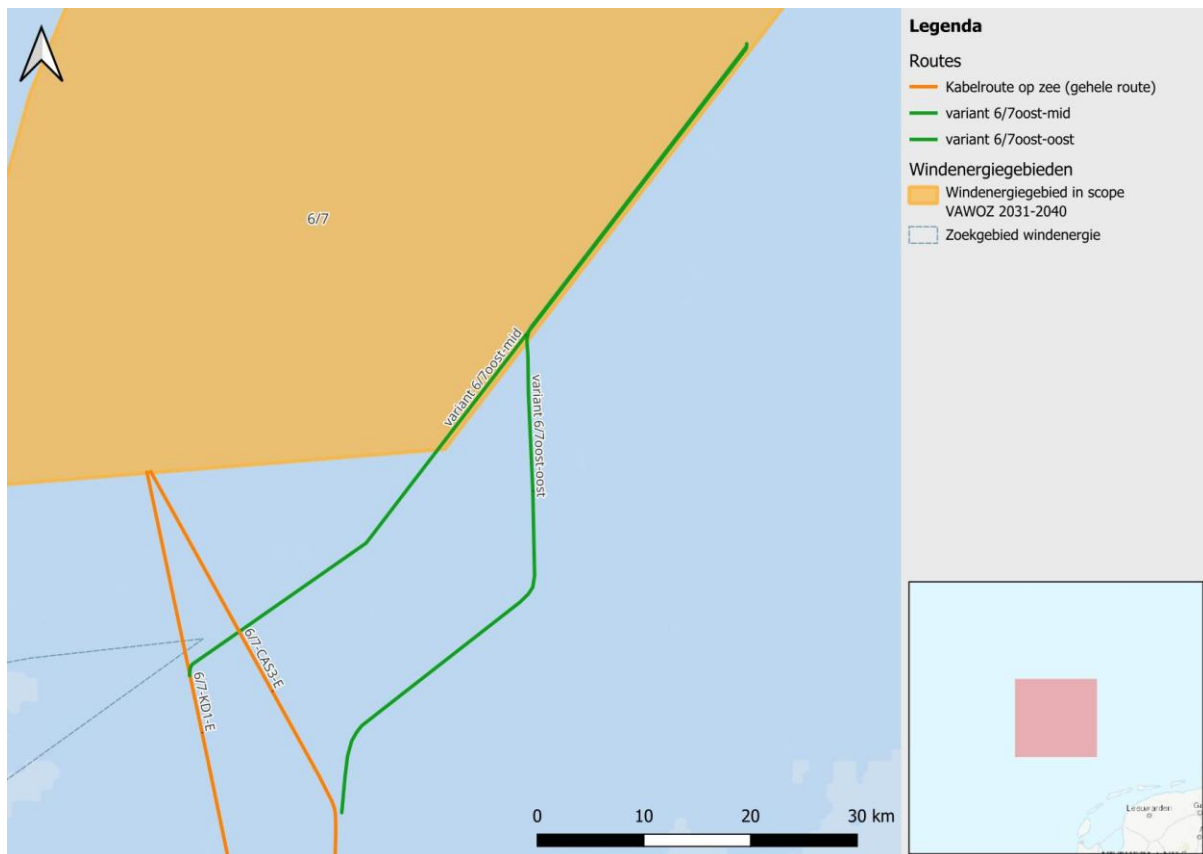 6/7
variant 6/7oost-mid
variant 6/7oost-oost
6/7-CAS3-E
6/7-KD1-E
0 10 20 30 km
Legenda
Routes
Kabelroute op zee (gehele route)
variant 6/7oost-mid
variant 6/7oost-oost
Windenergiegebieden
Windenergiegebied in scope
VAWOZ 2031-2040
Zoekgebied windenergie
Leeuwarden